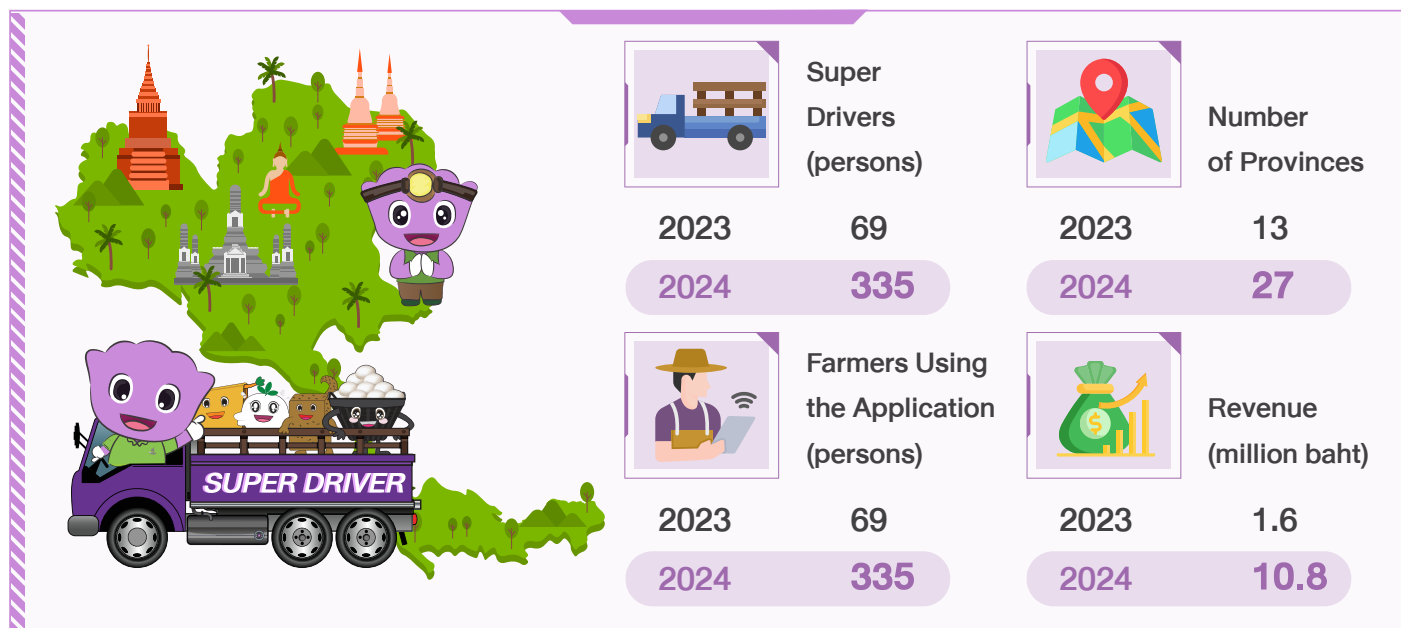 Super
Drivers
(persons)
2023 69
2024 335
Number
of Provinces
2023 13
2024 27
Farmers Using
the Application
(persons)
2023 69
2024 335
Revenue
(million baht)
2023 1.6
2024 10.8
SUPER DRIVER